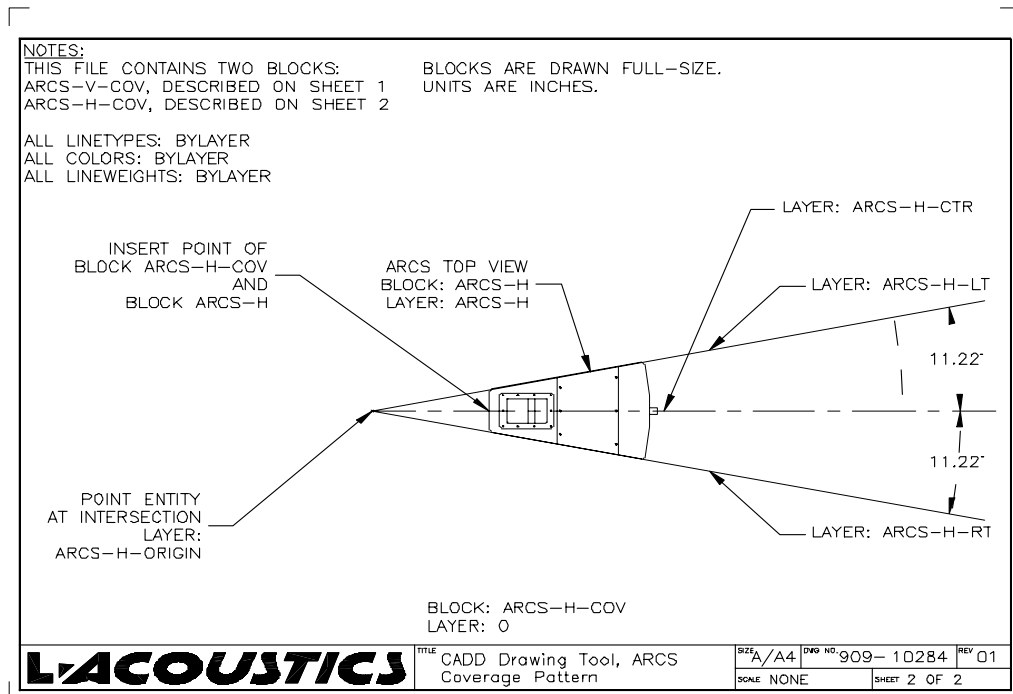 NOTES:
THIS FILE CONTAINS TWO BLOCKS:
ARCS-V-COV, DESCRIBED ON SHEET 1
ARCS-H-COV, DESCRIBED ON SHEET 2
BLOCKS ARE DRAWN FULL-SIZE.
UNITS ARE INCHES.
ALL LINETYPES: BYLAYER
ALL COLORS: BYLAYER
ALL LINEWEIGHTS: BYLAYER
LAYER: ARCS-H-CTR
INSERT POINT OF
BLOCK ARCS-H-COV
AND
BLOCK ARCS-H
ARCS TOP VIEW
BLOCK: ARCS-H
LAYER: ARCS-H
LAYER: ARCS-H-LT
11.22°
11.22°
POINT ENTITY
AT INTERSECTION
LAYER:
ARCS-H-ORIGIN
LAYER: ARCS-H-RT
BLOCK: ARCS-H-COV
LAYER: 0
L-ACOUSTICS
TITLE CADD Drawing Tool, ARCS
Coverage Pattern
SIZE A/A4
DWG NO. 909-10284
REV 01
SCALE NONE
SHEET 2 OF 2